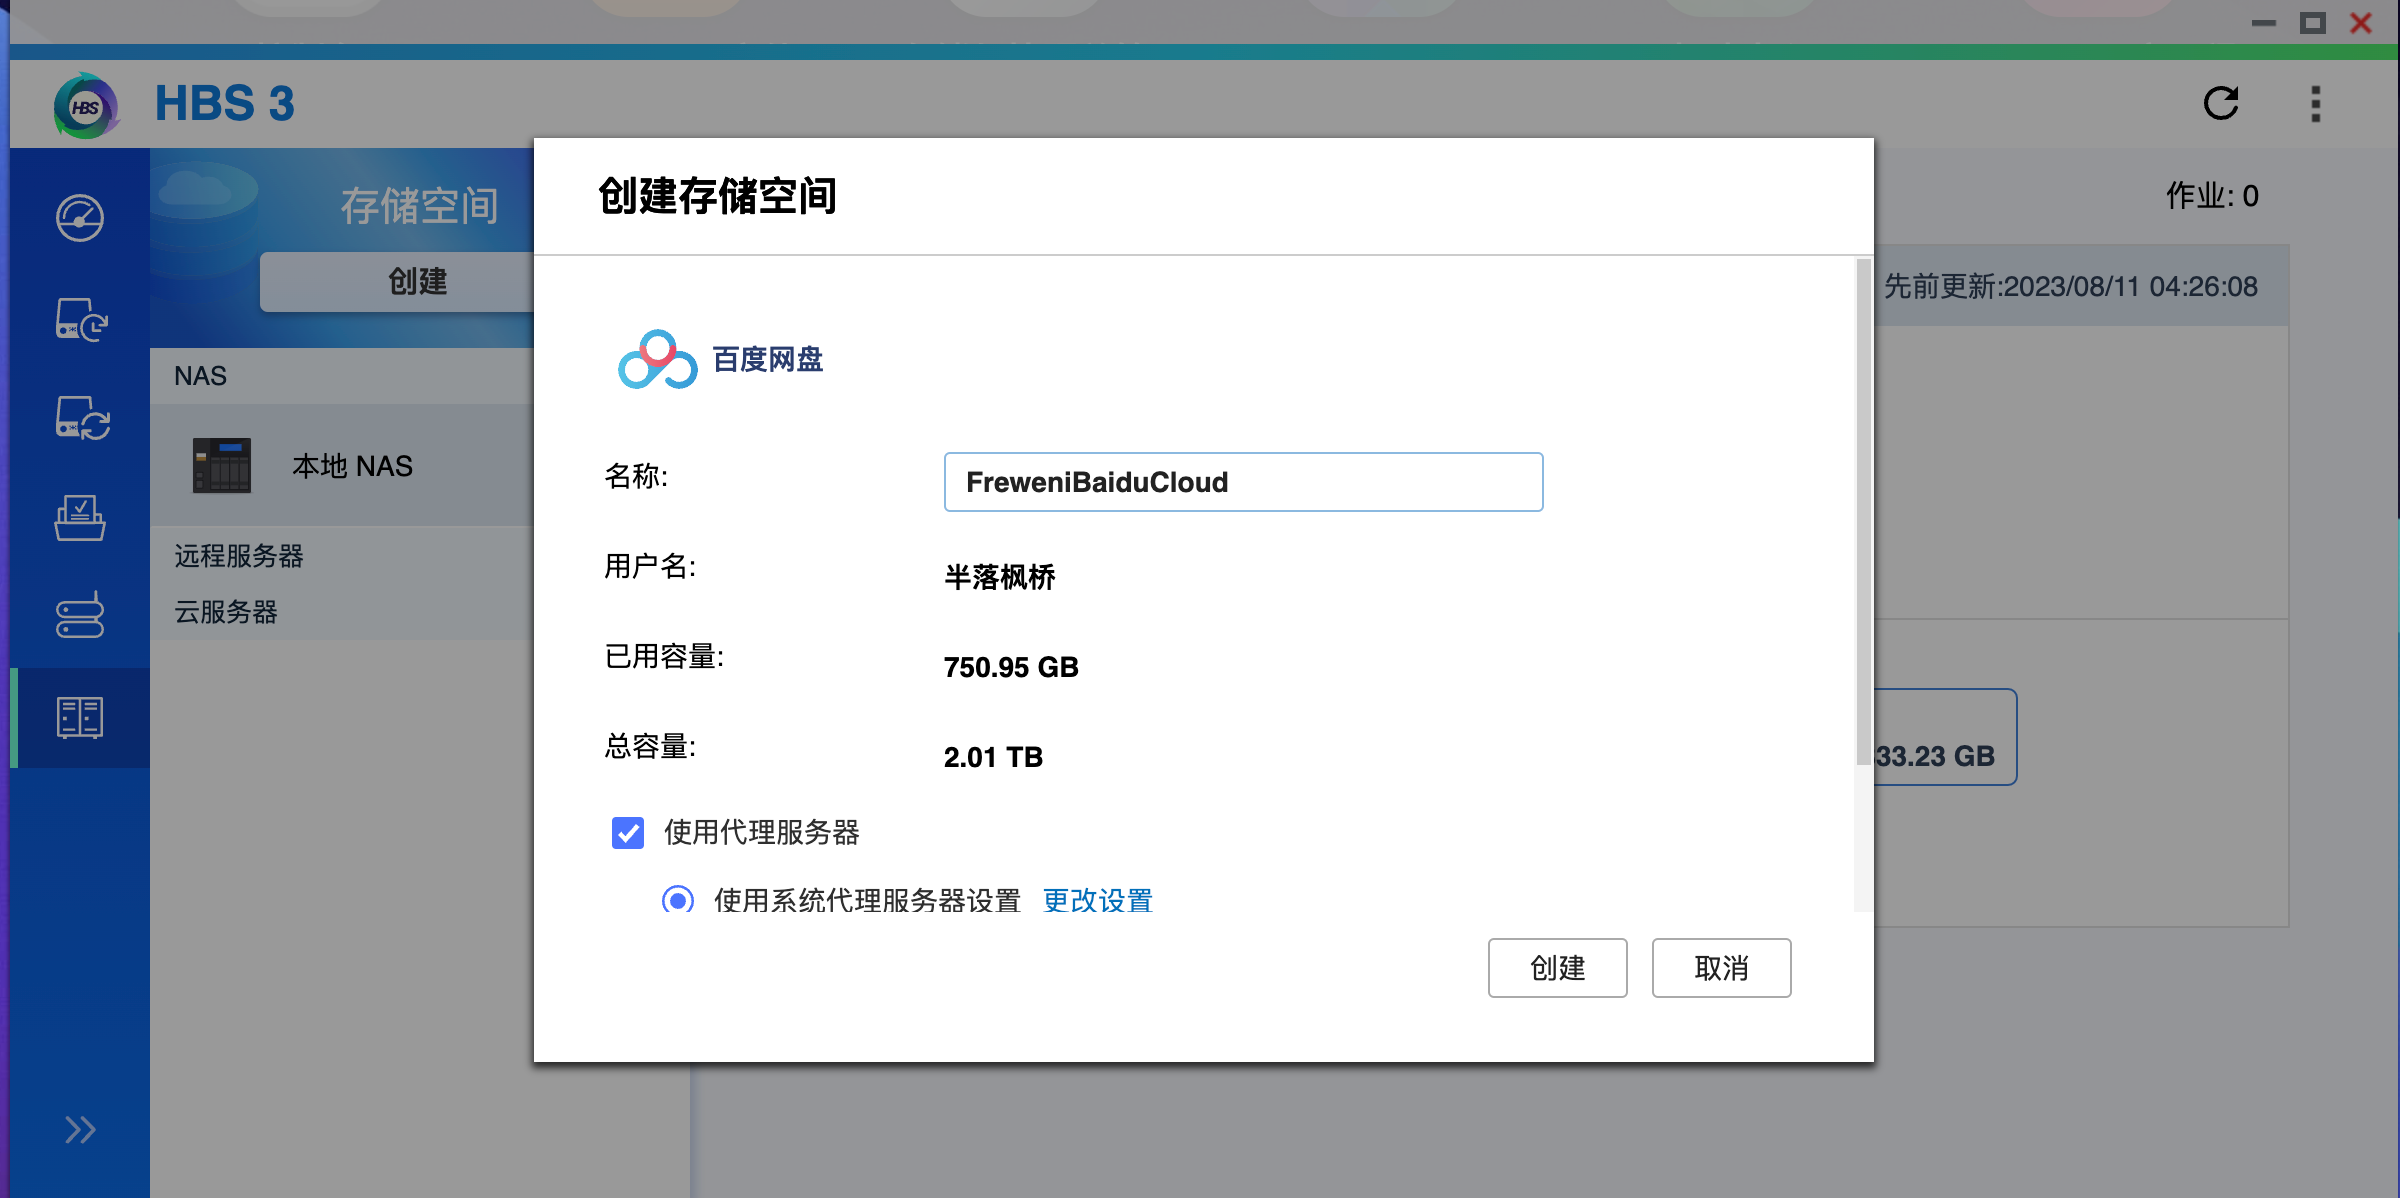 HBS
HBS 3
存储空间
创建
NAS
本地 NAS
远程服务器
云服务器
作业: 0
先前更新:2023/08/11 04:26:08
33.23 GB
创建存储空间
百度网盘
名称:
FreweniBaiduCloud
用户名:
半落枫桥
已用容量:
750.95 GB
总容量:
2.01 TB
使用代理服务器
使用系统代理服务器设置 更改设置
创建
取消